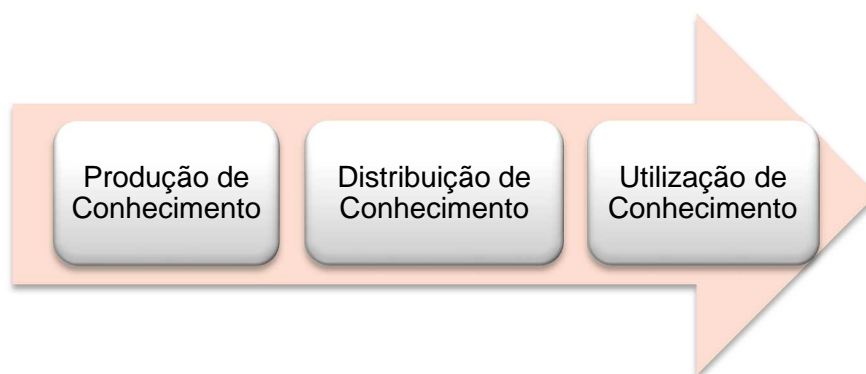 Produção de
Conhecimento
Distribuição de
Conhecimento
Utilização de
Conhecimento